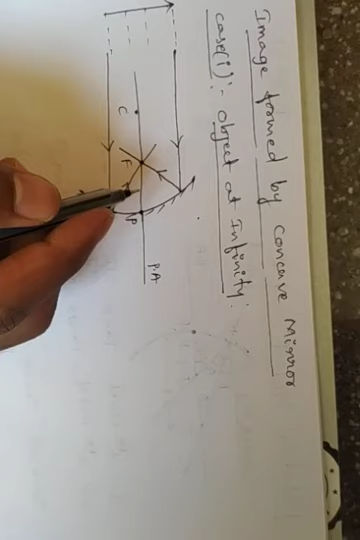 Image formed by concave mirror
case(i):- object at Infinity:
C
F
P
P.A